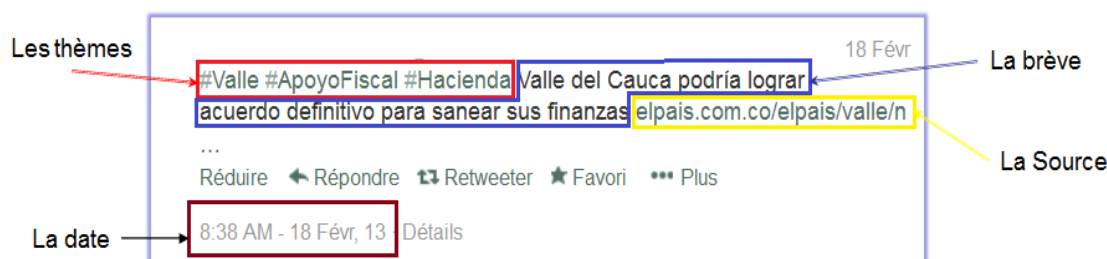 Les thèmes
18 Févr
La brève
#Valle #ApoyoFiscal #Hacienda Valle del Cauca podría lograr
acuerdo definitivo para sanear sus finanzas elpais.com.co/elpais/valle/n
...
La Source
Réduire Répondre Retweeter Favori ••• Plus
La date
8:38 AM - 18 Févr, 13 · Détails